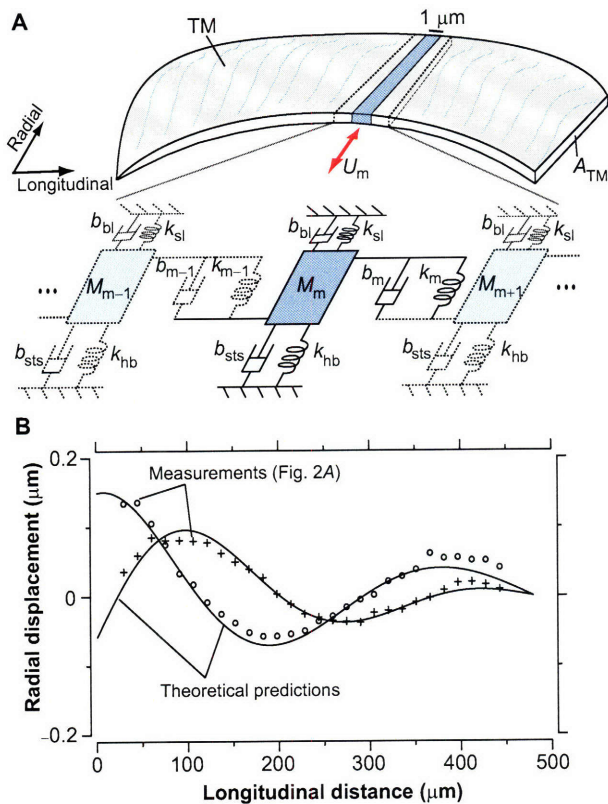 A
TM
1 μm
Radial
Longitudinal
U_m
A_TM
b_bl k_sl b_bl k_sl b_bl k_sl
b_m−1 k_m−1 b_m k_m
... M_m−1 M_m M_m+1 ...
b_sts k_hb b_sts k_hb b_sts k_hb
B
0.2
Measurements (Fig. 2A)
Radial displacement (μm)
0
Theoretical predictions
−0.2
0 100 200 300 400 500
Longitudinal distance (μm)